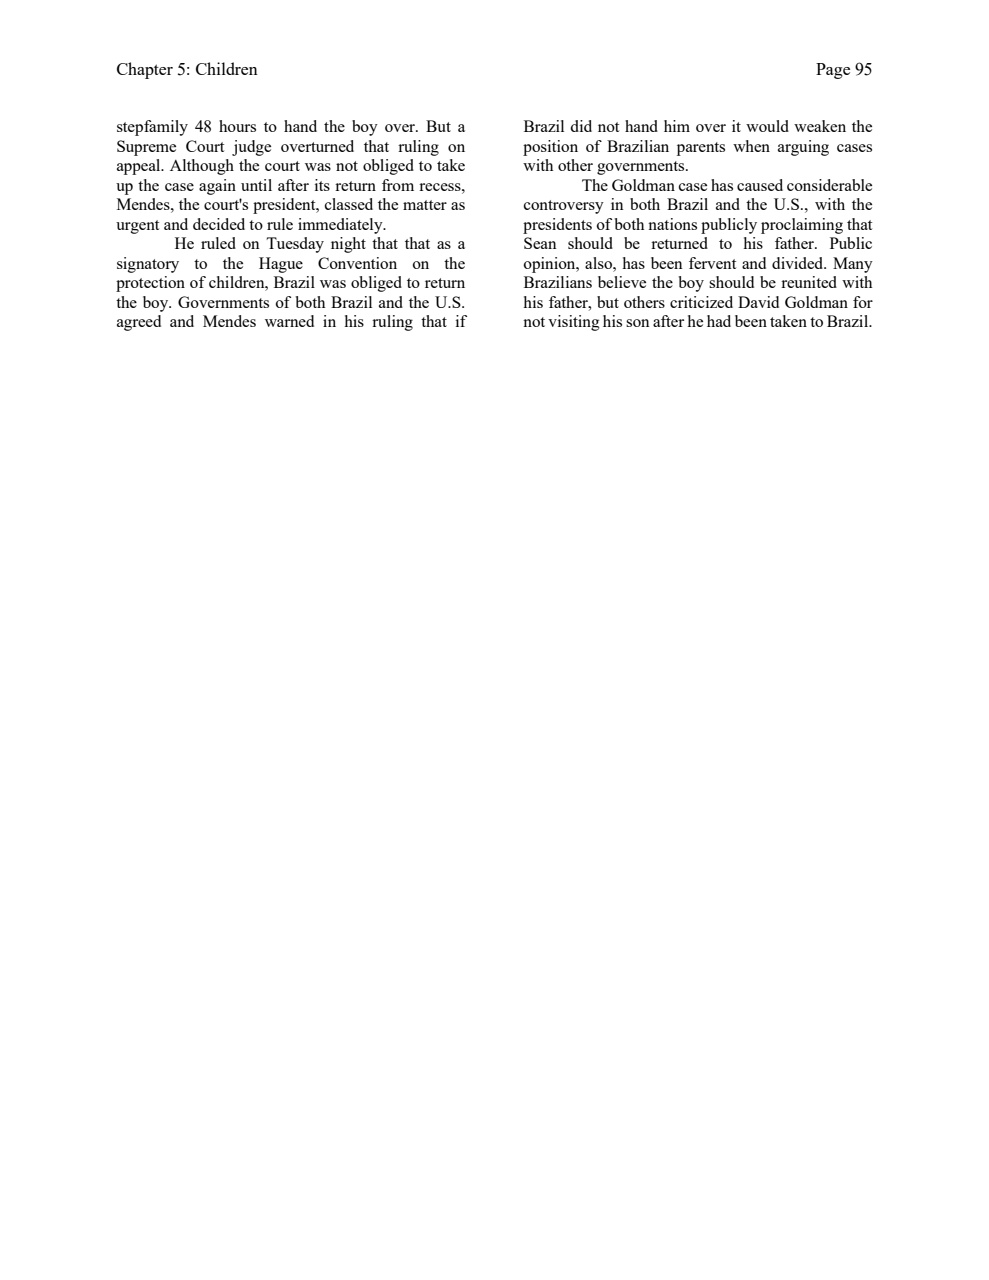 Chapter 5: Children
Page 95
stepfamily 48 hours to hand the boy over. But a
Supreme Court judge overturned that ruling on
appeal. Although the court was not obliged to take
up the case again until after its return from recess,
Mendes, the court's president, classed the matter as
urgent and decided to rule immediately.
He ruled on Tuesday night that that as a
signatory to the Hague Convention on the
protection of children, Brazil was obliged to return
the boy. Governments of both Brazil and the U.S.
agreed and Mendes warned in his ruling that if
Brazil did not hand him over it would weaken the
position of Brazilian parents when arguing cases
with other governments.
The Goldman case has caused considerable
controversy in both Brazil and the U.S., with the
presidents of both nations publicly proclaiming that
Sean should be returned to his father. Public
opinion, also, has been fervent and divided. Many
Brazilians believe the boy should be reunited with
his father, but others criticized David Goldman for
not visiting his son after he had been taken to Brazil.